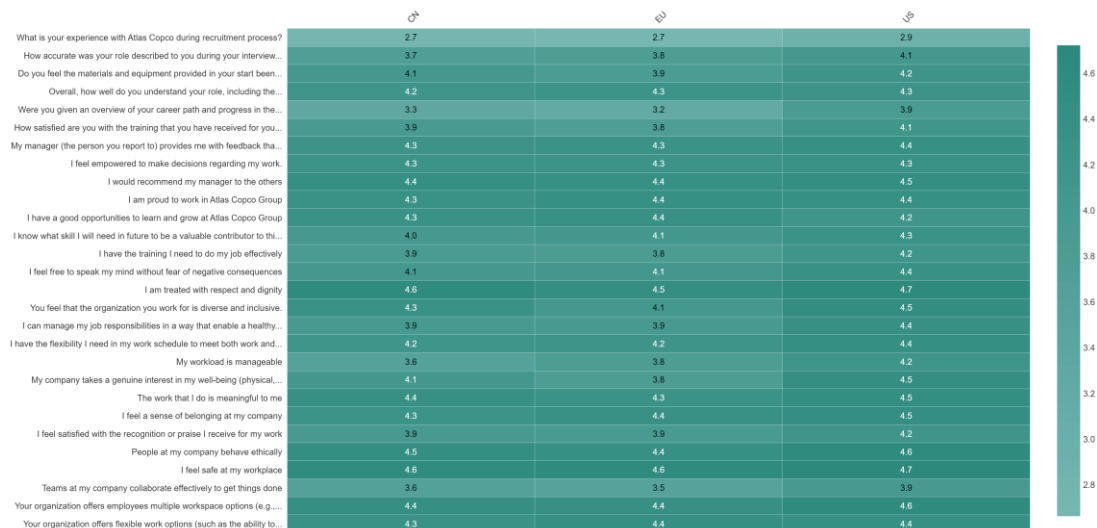 CN EU US
What is your experience with Atlas Copco during recruitment process? 2.7 2.7 2.9
How accurate was your role described to you during your interview... 3.7 3.8 4.1
Do you feel the materials and equipment provided in your start been... 4.1 3.9 4.2
Overall, how well do you understand your role, including the... 4.2 4.3 4.3
Were you given an overview of your career path and progress in the... 3.3 3.2 3.9
How satisfied are you with the training that you have received for you... 3.9 3.8 4.1
My manager (the person you report to) provides me with feedback tha... 4.3 4.3 4.4
I feel empowered to make decisions regarding my work. 4.3 4.3 4.3
I would recommend my manager to the others 4.4 4.4 4.5
I am proud to work in Atlas Copco Group 4.3 4.4 4.4
I have a good opportunities to learn and grow at Atlas Copco Group 4.3 4.4 4.2
I know what skill I will need in future to be a valuable contributor to thi... 4.0 4.1 4.3
I have the training I need to do my job effectively 3.9 3.8 4.2
I feel free to speak my mind without fear of negative consequences 4.1 4.1 4.4
I am treated with respect and dignity 4.6 4.5 4.7
You feel that the organization you work for is diverse and inclusive. 4.3 4.1 4.5
I can manage my job responsibilities in a way that enable a healthy... 3.9 3.9 4.4
I have the flexibility I need in my work schedule to meet both work and... 4.2 4.2 4.4
My workload is manageable 3.6 3.8 4.2
My company takes a genuine interest in my well-being (physical,... 4.1 3.8 4.5
The work that I do is meaningful to me 4.4 4.3 4.5
I feel a sense of belonging at my company 4.3 4.4 4.5
I feel satisfied with the recognition or praise I receive for my work 3.9 3.9 4.2
People at my company behave ethically 4.5 4.4 4.6
I feel safe at my workplace 4.6 4.6 4.7
Teams at my company collaborate effectively to get things done 3.6 3.5 3.9
Your organization offers employees multiple workspace options (e.g.,... 4.4 4.4 4.6
Your organization offers flexible work options (such as the ability to... 4.3 4.4 4.4
4.6
4.4
4.2
4.0
3.8
3.6
3.4
3.2
3.0
2.8